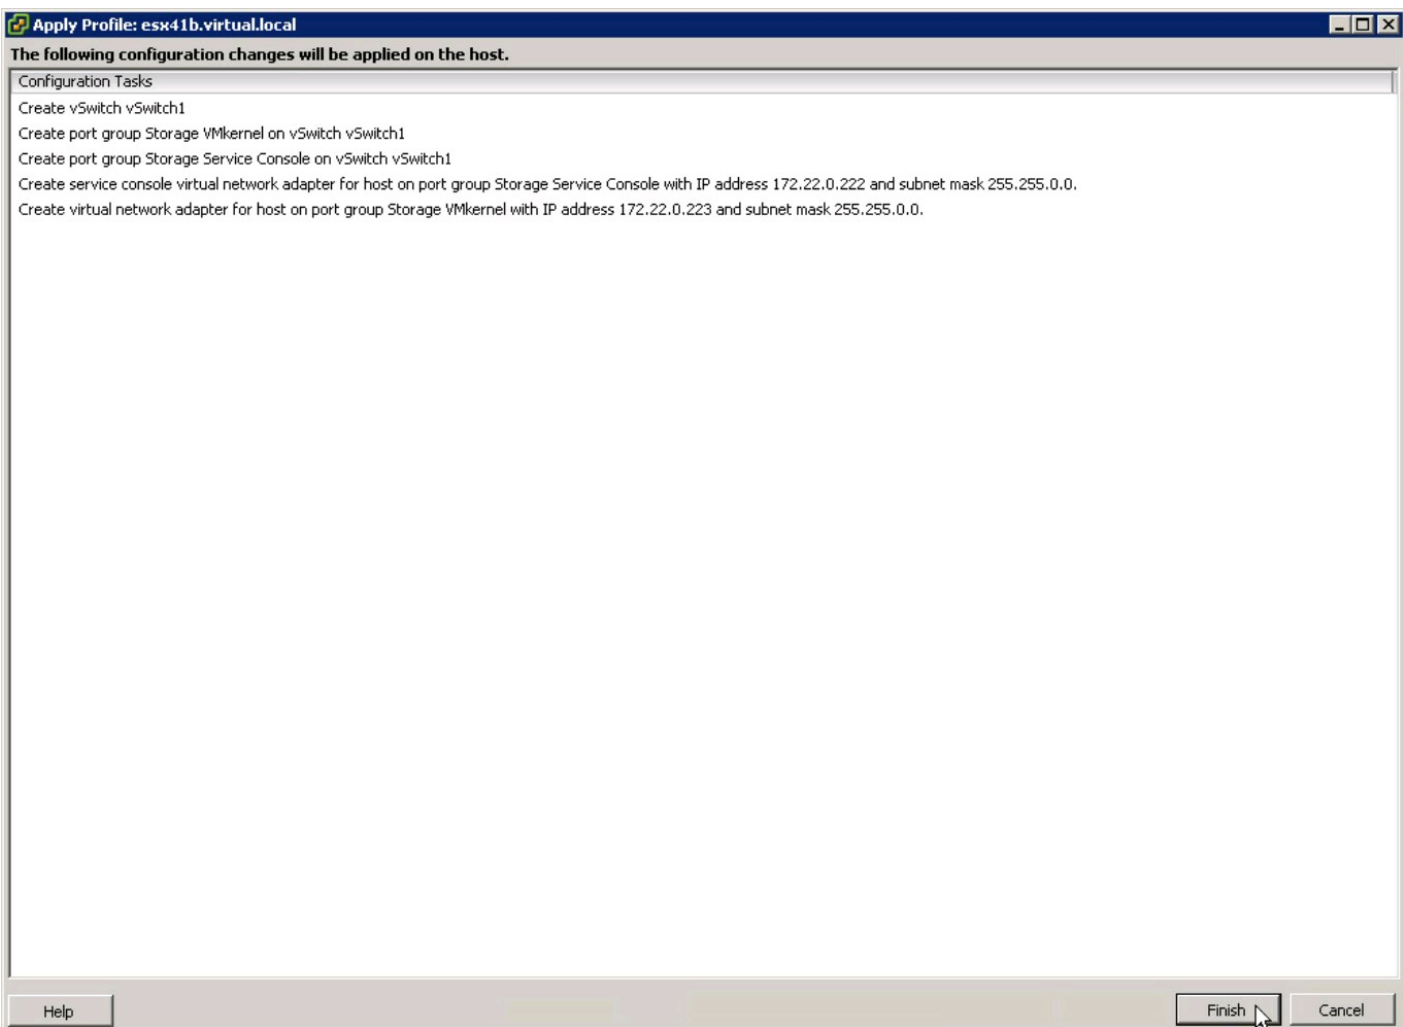 Apply Profile: esx41b.virtual.local
The following configuration changes will be applied on the host.
Configuration Tasks
Create vSwitch vSwitch1
Create port group Storage VMkernel on vSwitch vSwitch1
Create port group Storage Service Console on vSwitch vSwitch1
Create service console virtual network adapter for host on port group Storage Service Console with IP address 172.22.0.222 and subnet mask 255.255.0.0.
Create virtual network adapter for host on port group Storage VMkernel with IP address 172.22.0.223 and subnet mask 255.255.0.0.
Help
Finish
Cancel